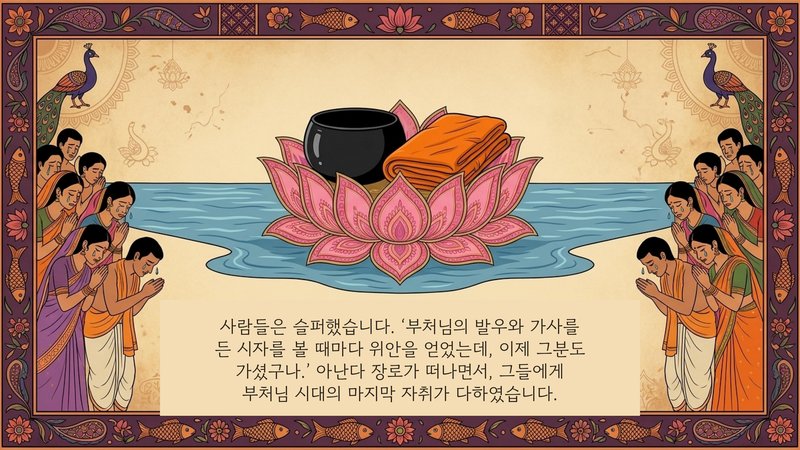 사람들은 슬퍼했습니다. ‘부처님의 발우와 가사를
든 시자를 볼 때마다 위안을 얻었는데, 이제 그분도
가셨구나.’ 아난다 장로가 떠나면서, 그들에게
부처님 시대의 마지막 자취가 다하였습니다.